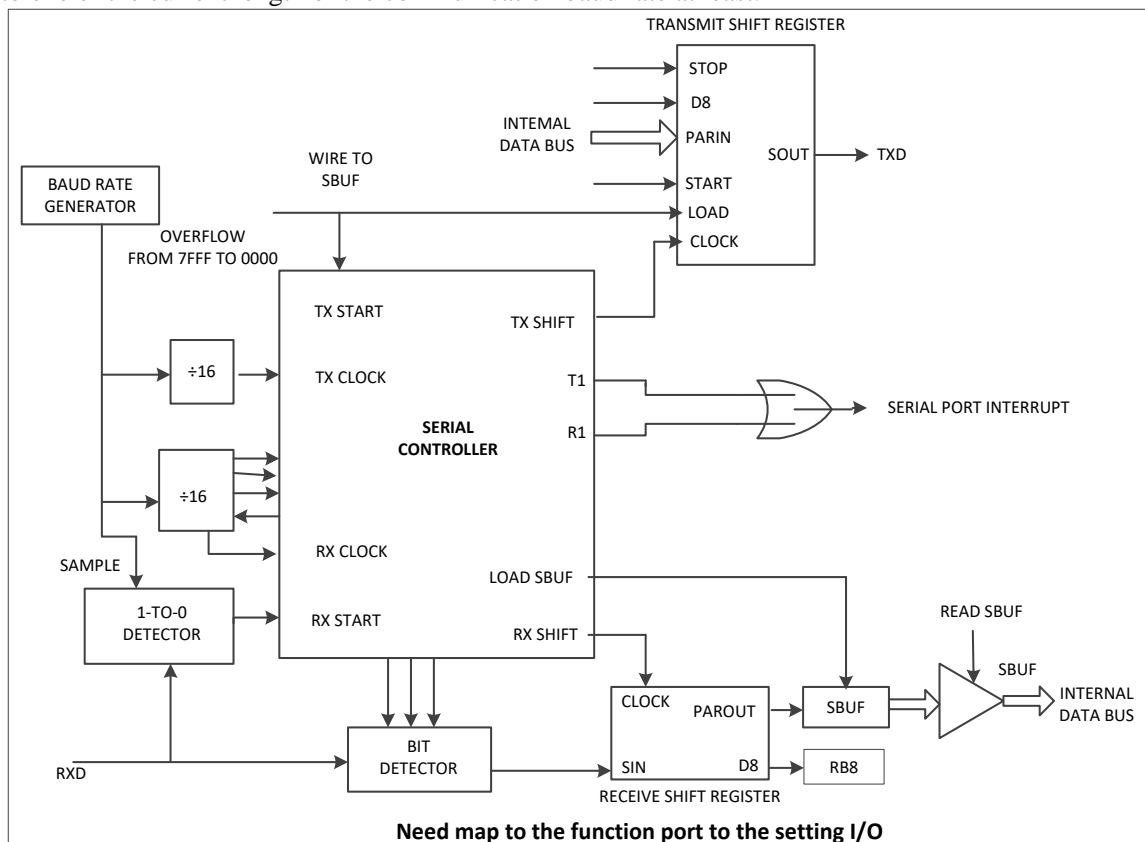 TRANSMIT SHIFT REGISTER
STOP
D8
INTEMAL
DATA BUS
PARIN
SOUT
TXD
WIRE TO
SBUF
START
BAUD RATE
GENERATOR
LOAD
OVERFLOW
FROM 7FFF TO 0000
CLOCK
TX START
TX SHIFT
÷16
TX CLOCK
T1
SERIAL
CONTROLLER
R1
SERIAL PORT INTERRUPT
÷16
RX CLOCK
SAMPLE
LOAD SBUF
1-TO-0
DETECTOR
RX START
RX SHIFT
READ SBUF
SBUF
CLOCK
PAROUT
SBUF
INTERNAL
DATA BUS
BIT
DETECTOR
RXD
SIN
D8
RB8
RECEIVE SHIFT REGISTER
Need map to the function port to the setting I/O